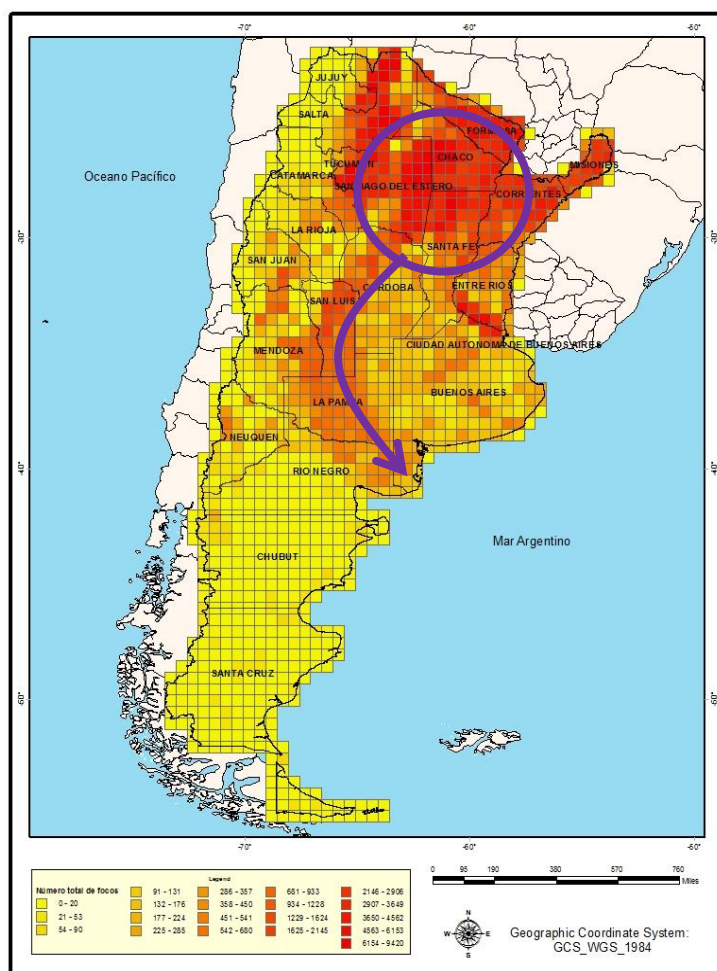 -70°
-60°
-60°
JUJUY
SALTA
FORMOSA
CHACO
MISIONES
TUCUMAN
CATAMARCA
SANTIAGO DEL ESTERO
CORRIENTES
Oceano Pacífico
LA RIOJA
-30°
-30°
SANTA FE
SAN JUAN
CORDOBA
ENTRE RIOS
SAN LUIS
CIUDAD AUTONOMA DE BUENOS AIRES
MENDOZA
BUENOS AIRES
LA PAMPA
NEUQUEN
-40°
-40°
RIO NEGRO
Mar Argentino
CHUBUT
SANTA CRUZ
-60°
-60°
-70°
-60°
-60°
Legend
Número total de focos
0 - 20
21 - 53
54 - 90
91 - 131
132 - 176
177 - 224
225 - 285
286 - 357
358 - 450
451 - 541
542 - 680
681 - 933
934 - 1228
1229 - 1624
1625 - 2145
2146 - 2906
2907 - 3649
3650 - 4562
4563 - 6153
6154 - 9420
0 95 190 380 570 760
Miles
N
W E
S
Geographic Coordinate System:
GCS_WGS_1984